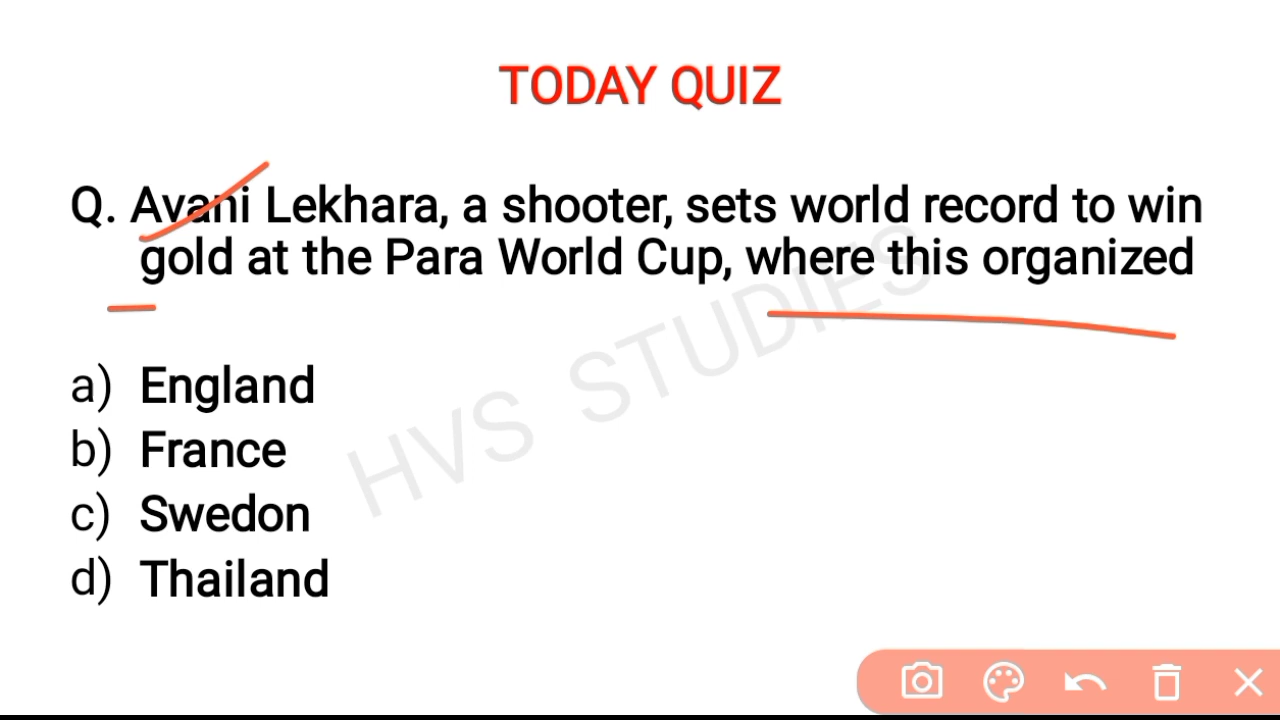 TODAY QUIZ
Q. Avani Lekhara, a shooter, sets world record to win
gold at the Para World Cup, where this organized
HVS STUDIES
a) England
b) France
c) Swedon
d) Thailand